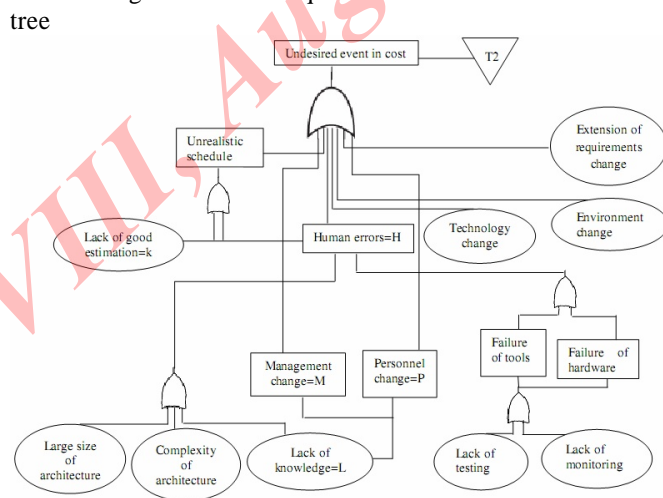 tree
Undesired event in cost
T2
Unrealistic
schedule
Extension of
requirements
change
Lack of good
estimation=k
Human errors=H
Technology
change
Environment
change
Management
change=M
Personnel
change=P
Failure
of tools
Failure of
hardware
Large size
of
architecture
Complexity
of
architecture
Lack of
knowledge=L
Lack of
testing
Lack of
monitoring
VIII, Aug